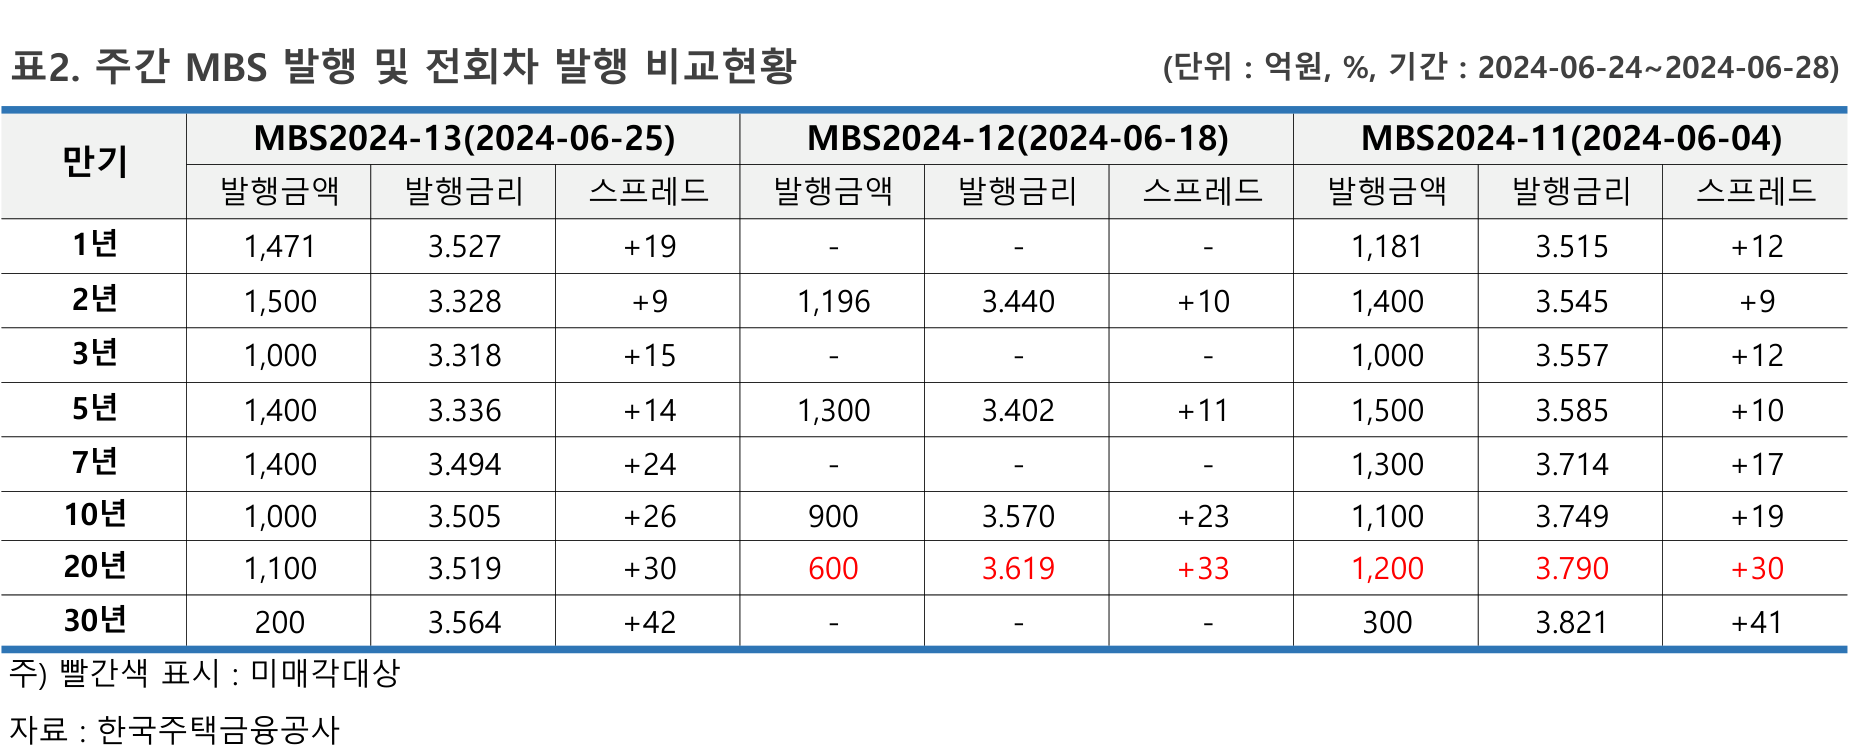 표2. 주간 MBS 발행 및 전회차 발행 비교현황 (단위 : 억원, %, 기간 : 2024-06-24~2024-06-28)
만기 MBS2024-13(2024-06-25) MBS2024-12(2024-06-18) MBS2024-11(2024-06-04)
발행금액 발행금리 스프레드 발행금액 발행금리 스프레드 발행금액 발행금리 스프레드
1년 1,471 3.527 +19 - - - 1,181 3.515 +12
2년 1,500 3.328 +9 1,196 3.440 +10 1,400 3.545 +9
3년 1,000 3.318 +15 - - - 1,000 3.557 +12
5년 1,400 3.336 +14 1,300 3.402 +11 1,500 3.585 +10
7년 1,400 3.494 +24 - - - 1,300 3.714 +17
10년 1,000 3.505 +26 900 3.570 +23 1,100 3.749 +19
20년 1,100 3.519 +30 600 3.619 +33 1,200 3.790 +30
30년 200 3.564 +42 - - - 300 3.821 +41
주) 빨간색 표시 : 미매각대상
자료 : 한국주택금융공사